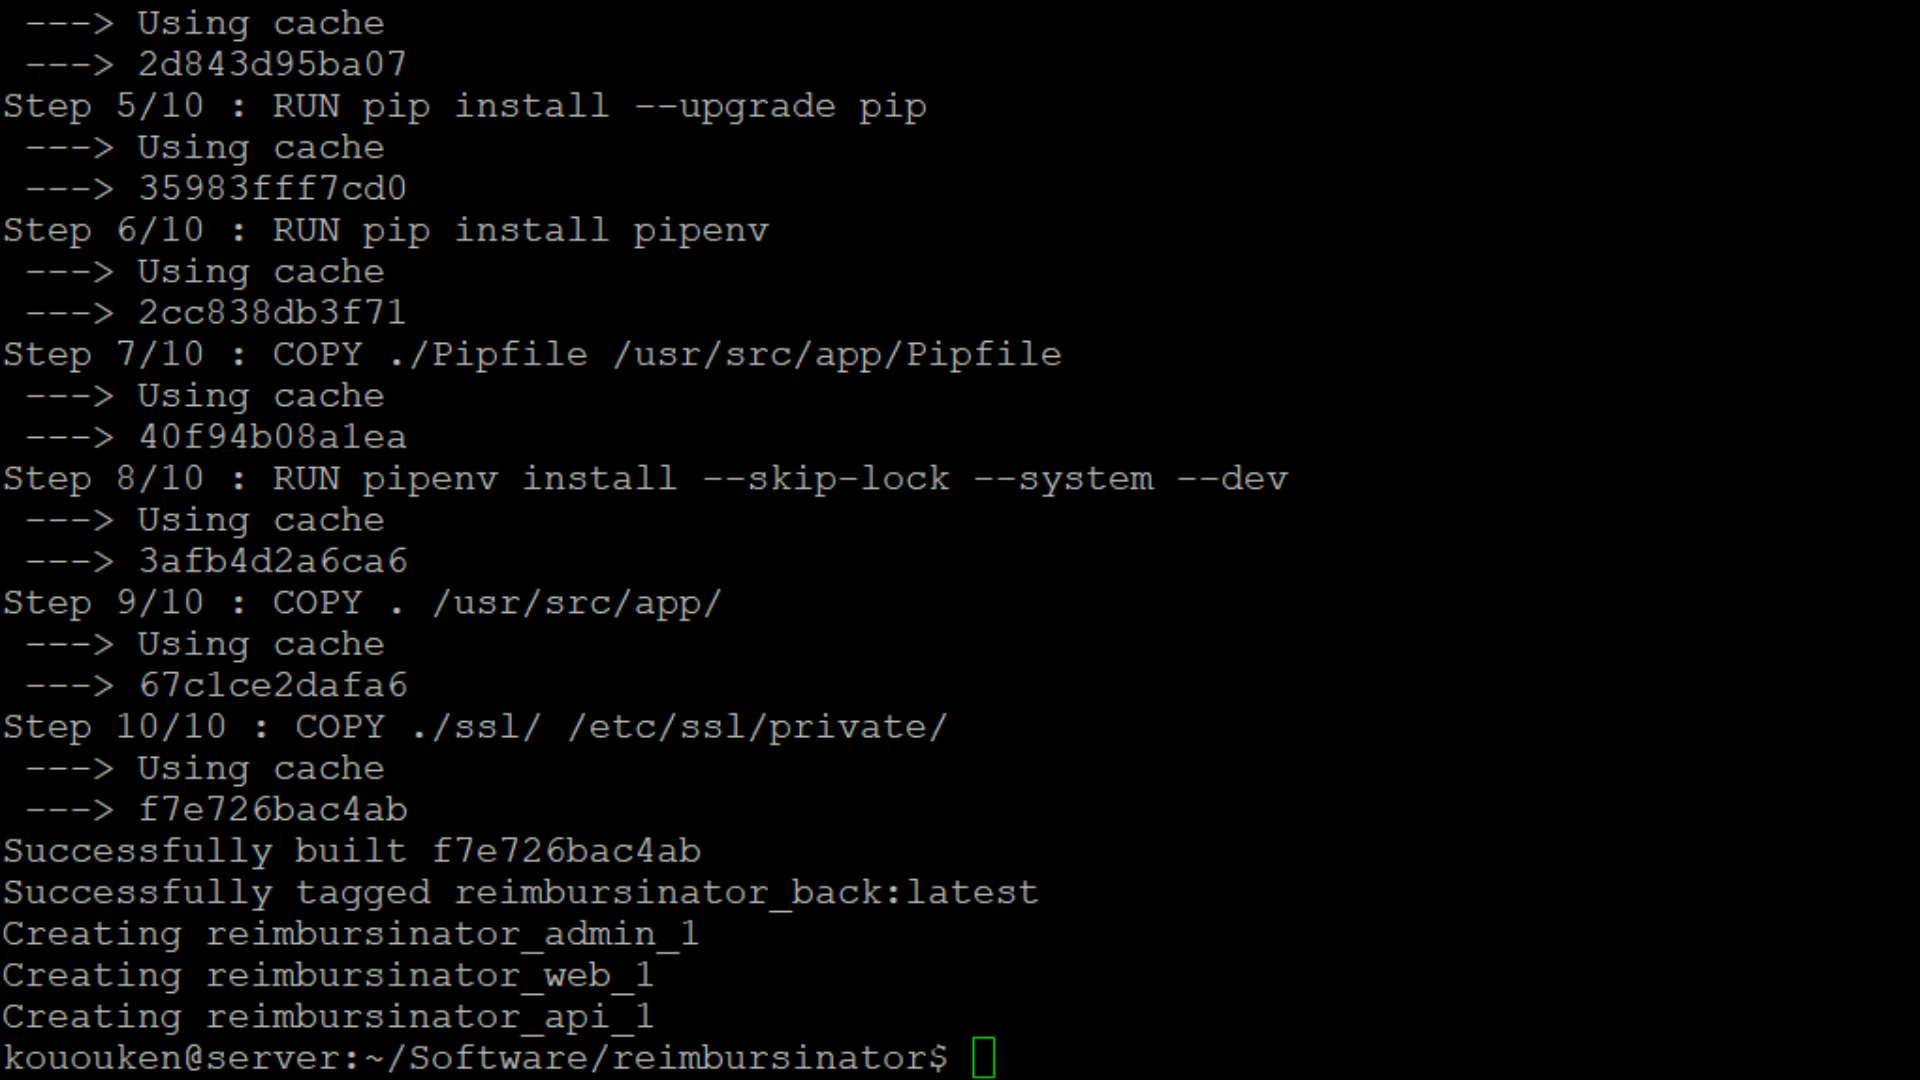 ---> Using cache
---> 2d843d95ba07
Step 5/10 : RUN pip install --upgrade pip
---> Using cache
---> 35983fff7cd0
Step 6/10 : RUN pip install pipenv
---> Using cache
---> 2cc838db3f71
Step 7/10 : COPY ./Pipfile /usr/src/app/Pipfile
---> Using cache
---> 40f94b08a1ea
Step 8/10 : RUN pipenv install --skip-lock --system --dev
---> Using cache
---> 3afb4d2a6ca6
Step 9/10 : COPY . /usr/src/app/
---> Using cache
---> 67c1ce2dafa6
Step 10/10 : COPY ./ssl/ /etc/ssl/private/
---> Using cache
---> f7e726bac4ab
Successfully built f7e726bac4ab
Successfully tagged reimbursinator_back:latest
Creating reimbursinator_admin_1
Creating reimbursinator_web_1
Creating reimbursinator_api_1
kououken@server:~/Software/reimbursinator$